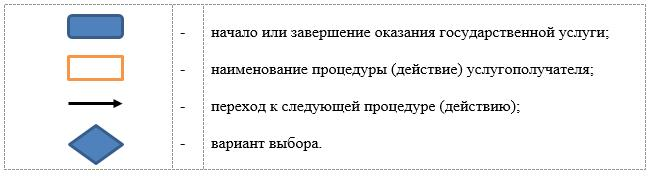 - начало или завершение оказания государственной услуги;
- наименование процедуры (действие) услугополучателя;
- переход к следующей процедуре (действию);
- вариант выбора.